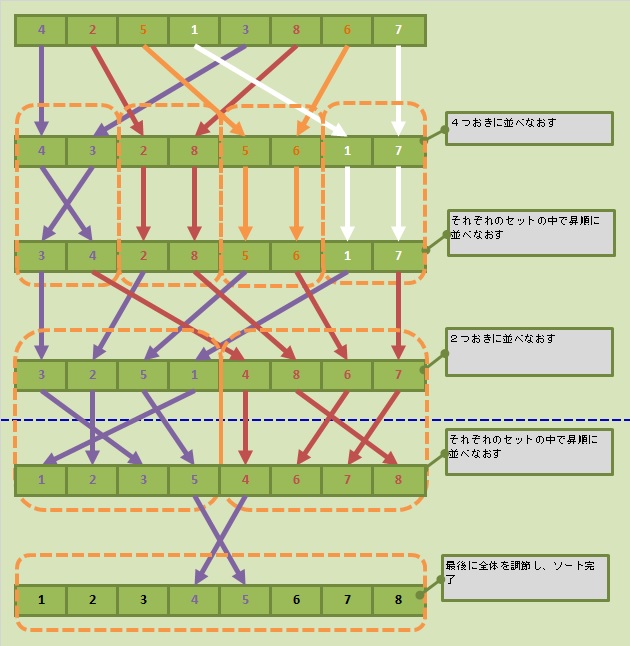 4 2 5 1 3 8 6 7
４つおきに並べなおす
4 3 2 8 5 6 1 7
それぞれのセットの中で昇順に
並べなおす
3 4 2 8 5 6 1 7
２つおきに並べなおす
3 2 5 1 4 8 6 7
それぞれのセットの中で昇順に
並べなおす
1 2 3 5 4 6 7 8
最後に全体を調節し、ソート完
了
1 2 3 4 5 6 7 8